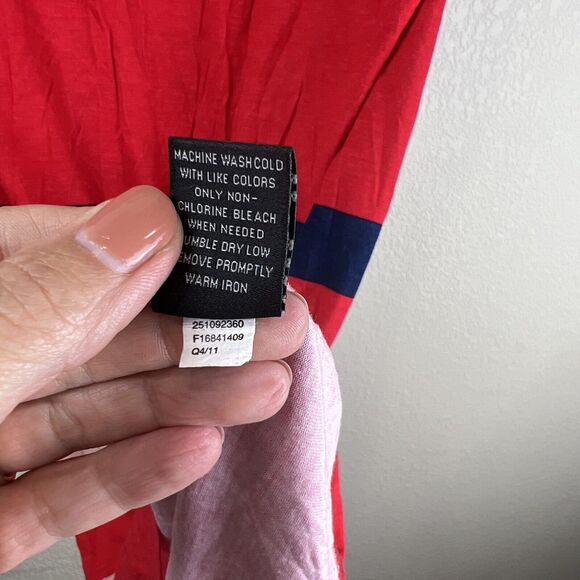 MACHINE WASH COLD
WITH LIKE COLORS
ONLY NON-
CHLORINE BLEACH
WHEN NEEDED
UMBLE DRY LOW
EMOVE PROMPTLY
WARM IRON
251092360
F16841409
Q4/11